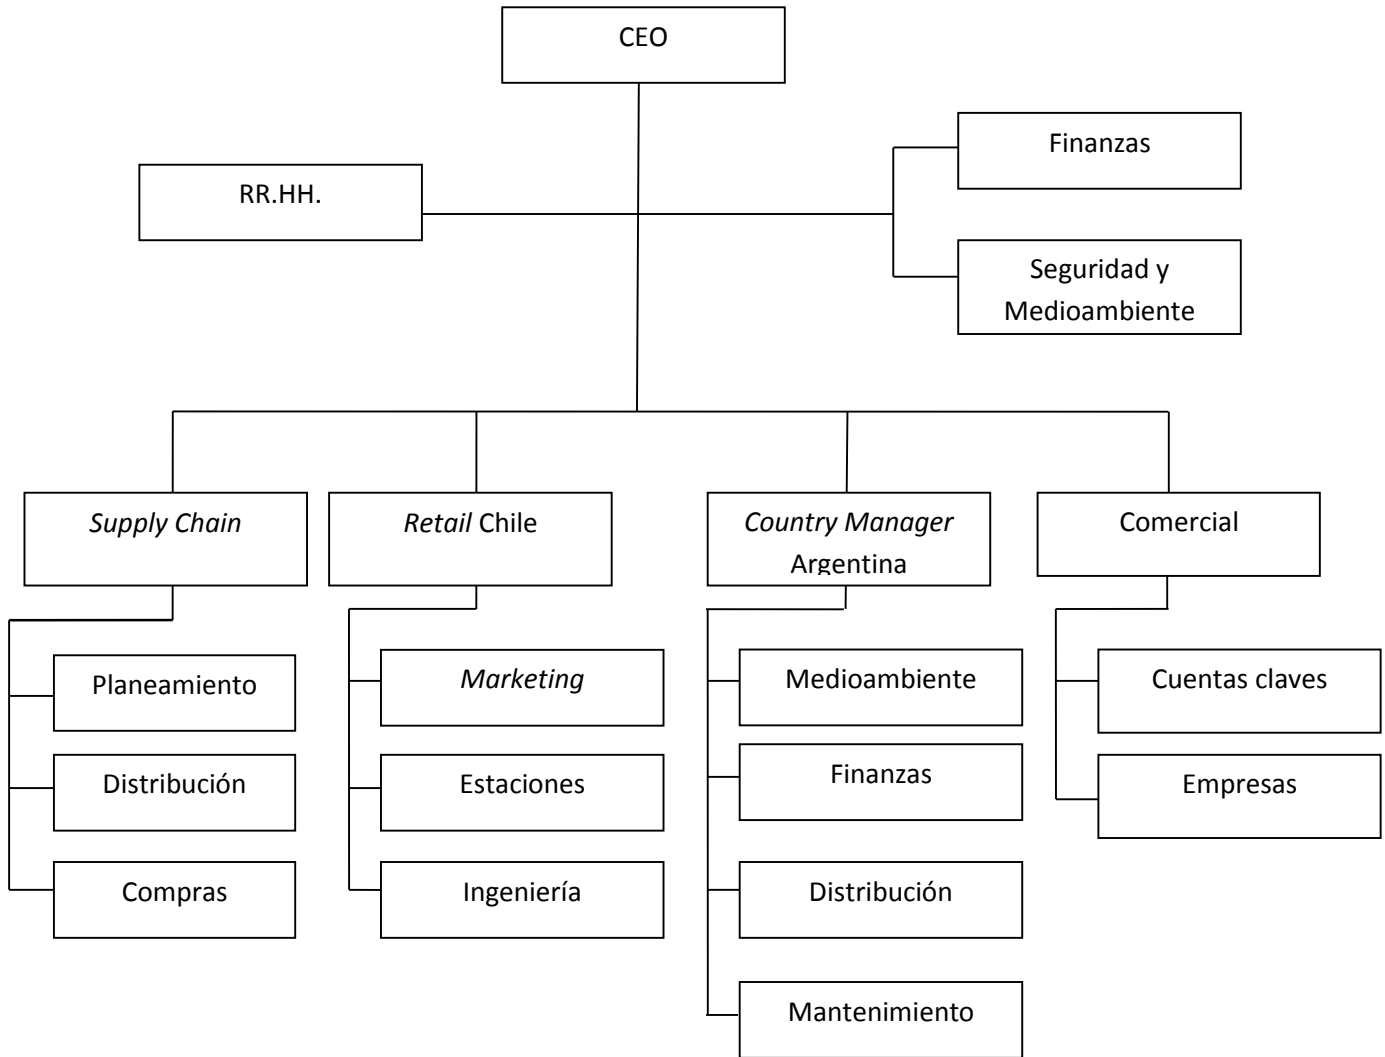 CEO
Finanzas
RR.HH.
Seguridad y
Medioambiente
Supply Chain
Retail Chile
Country Manager
Argentina
Comercial
Planeamiento
Distribución
Compras
Marketing
Estaciones
Ingeniería
Medioambiente
Finanzas
Distribución
Mantenimiento
Cuentas claves
Empresas